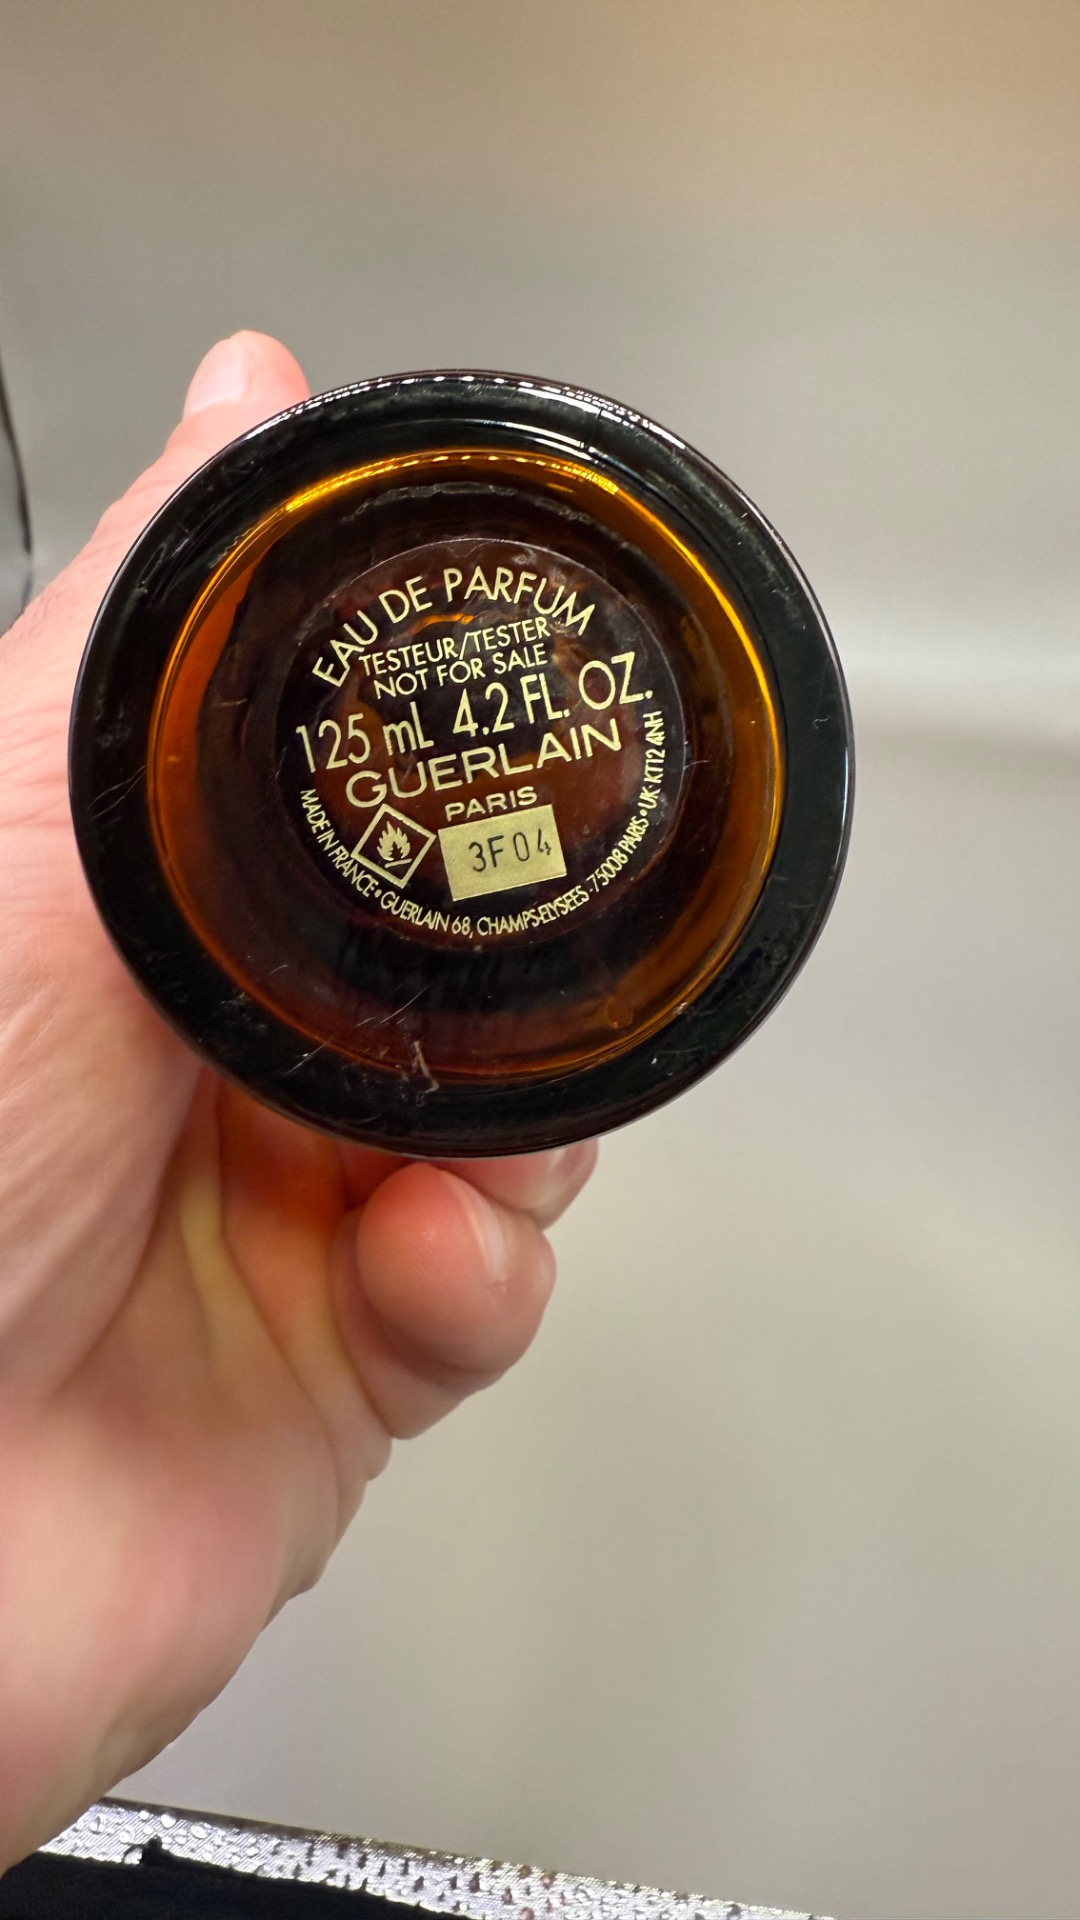 EAU DE PARFUM
TESTEUR/TESTER
NOT FOR SALE
125 mL 4.2 FL. OZ.
GUERLAIN
PARIS
3F04
MADE IN FRANCE • GUERLAIN 68, CHAMPS-ELYSEES - 75008 PARIS • UK- KT12 4NH